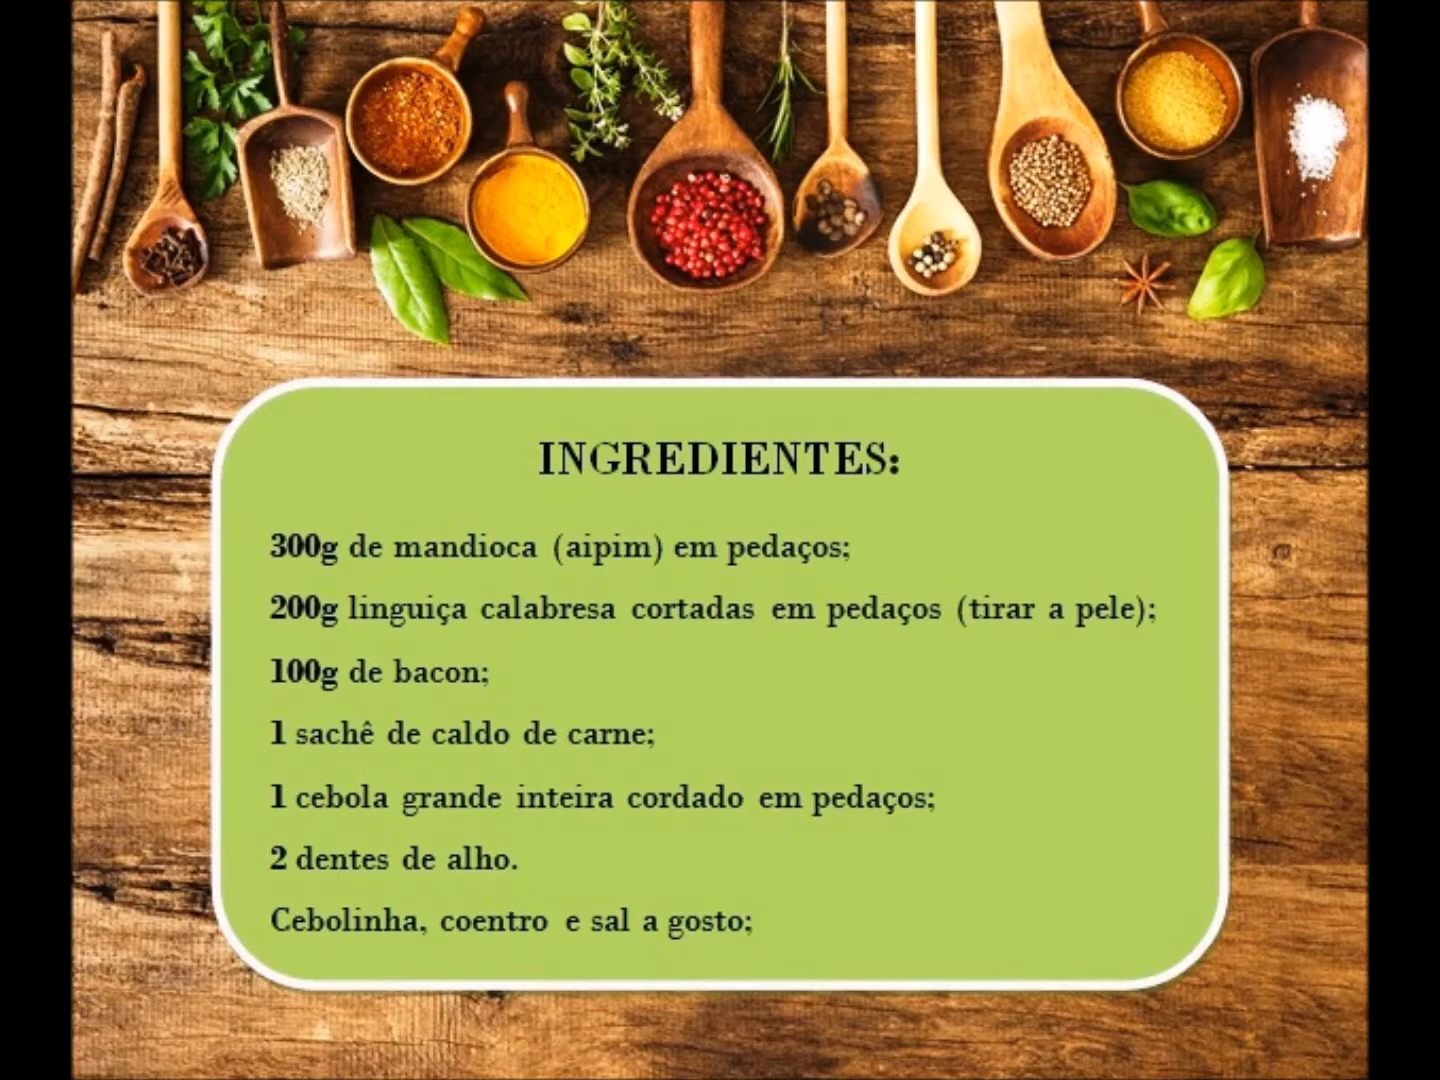 INGREDIENTES:
300g de mandioca (aipim) em pedaços;
200g linguiça calabresa cortadas em pedaços (tirar a pele);
100g de bacon;
1 sachê de caldo de carne;
1 cebola grande inteira cordado em pedaços;
2 dentes de alho.
Cebolinha, coentro e sal a gosto;